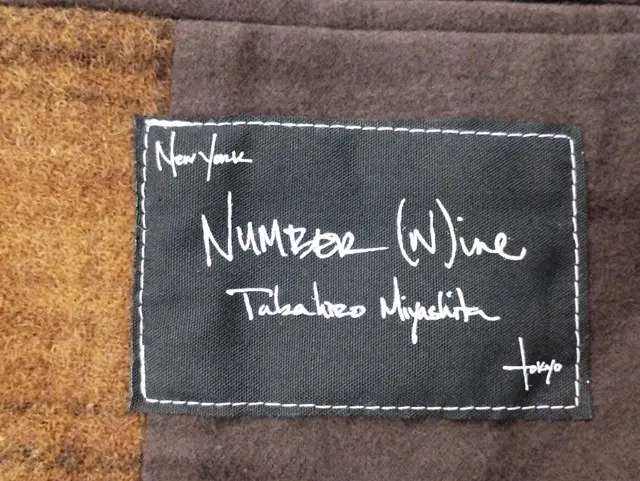 New York
NUMBER (N)ine
Takahiro Miyashita
tokyo